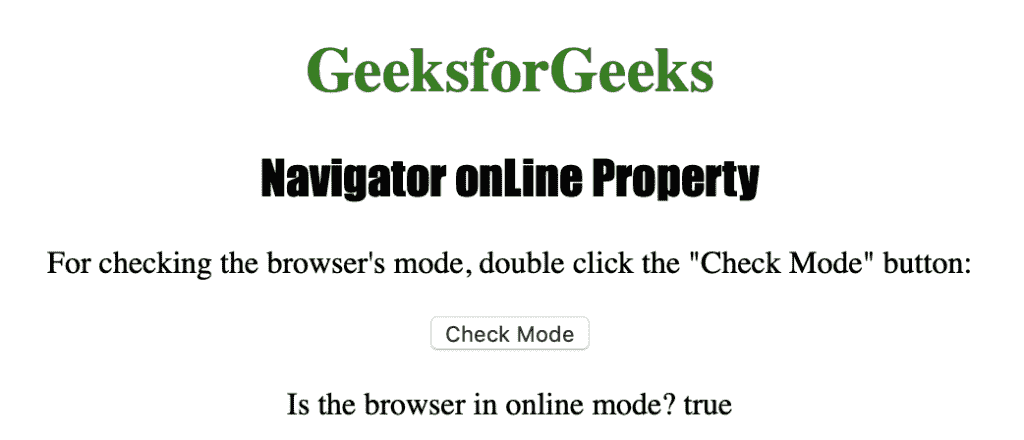 GeeksforGeeks
Navigator onLine Property
For checking the browser's mode, double click the "Check Mode" button:
Check Mode
Is the browser in online mode? true